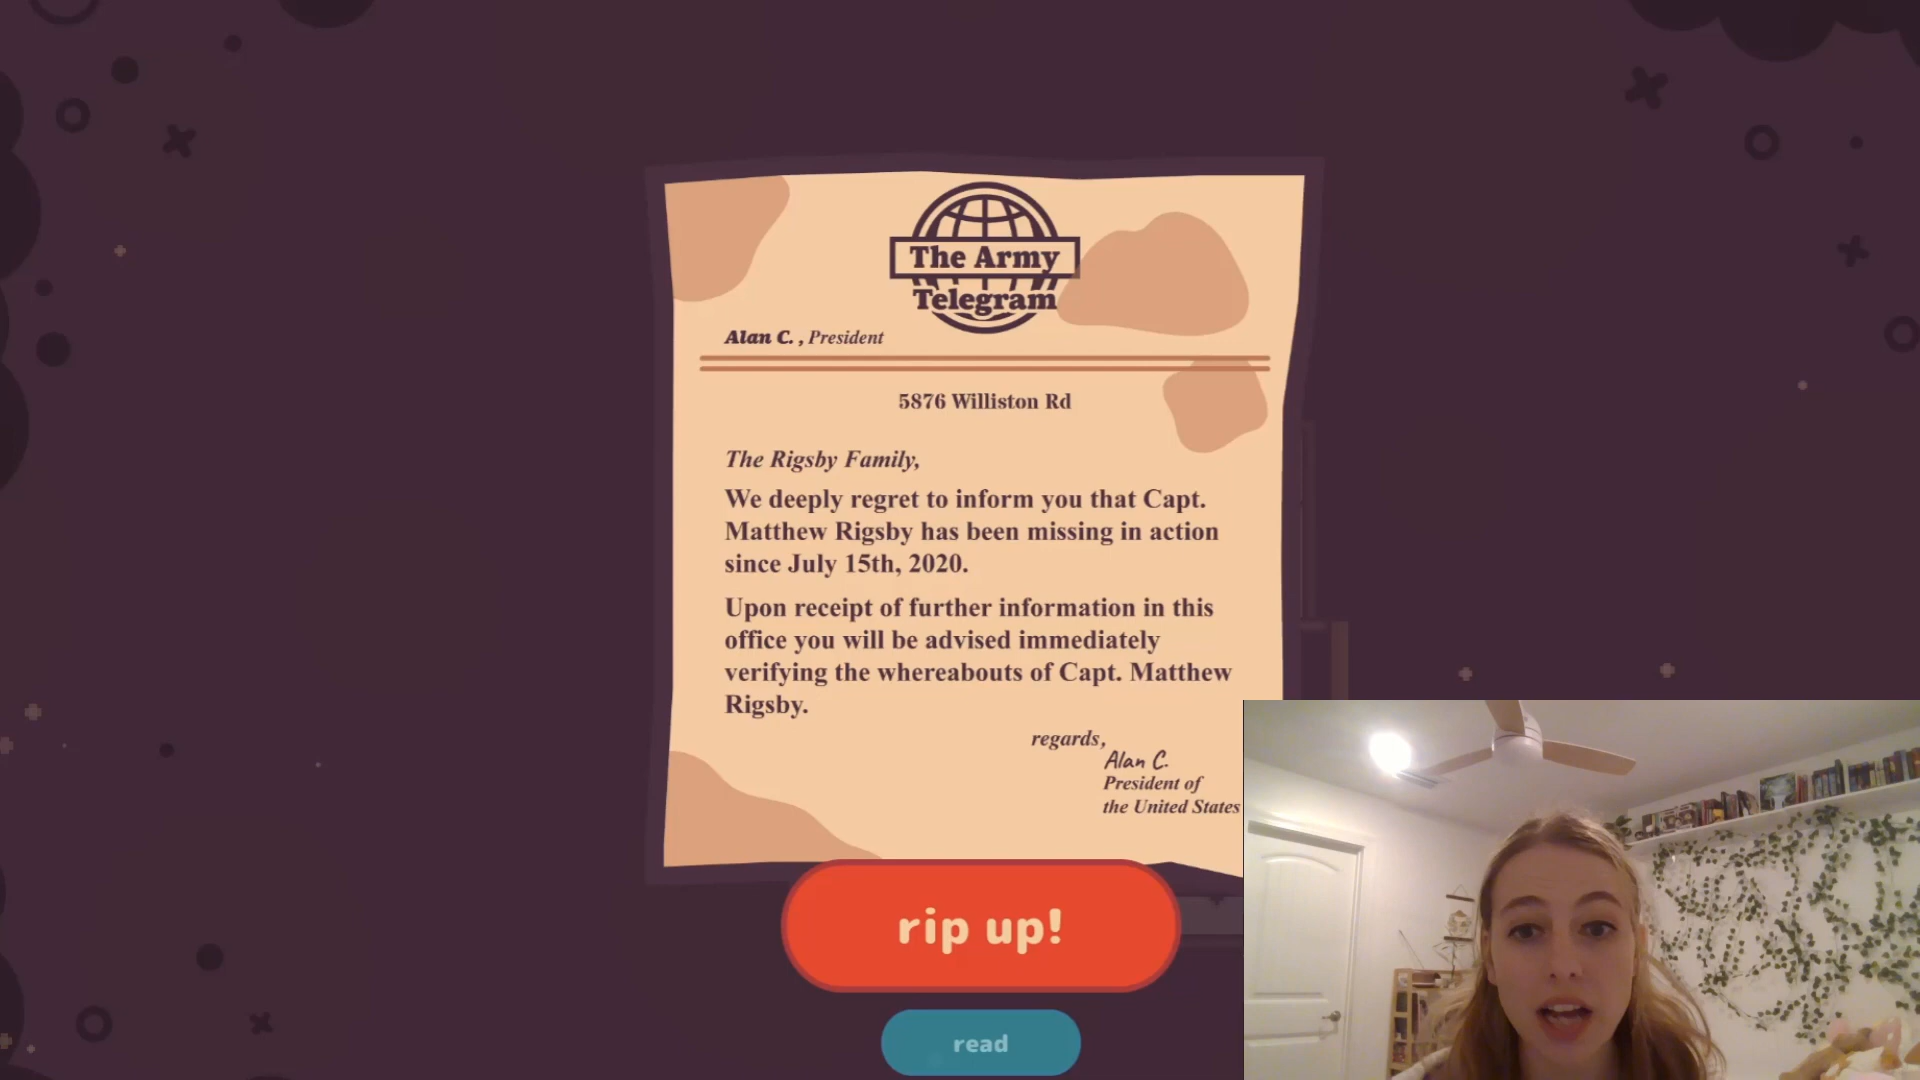 The Army
Telegram
Alan C. , President
5876 Williston Rd
The Rigsby Family,
We deeply regret to inform you that Capt.
Matthew Rigsby has been missing in action
since July 15th, 2020.
Upon receipt of further information in this
office you will be advised immediately
verifying the whereabouts of Capt. Matthew
Rigsby.
regards,
Alan C.
President of
the United States
rip up!
read